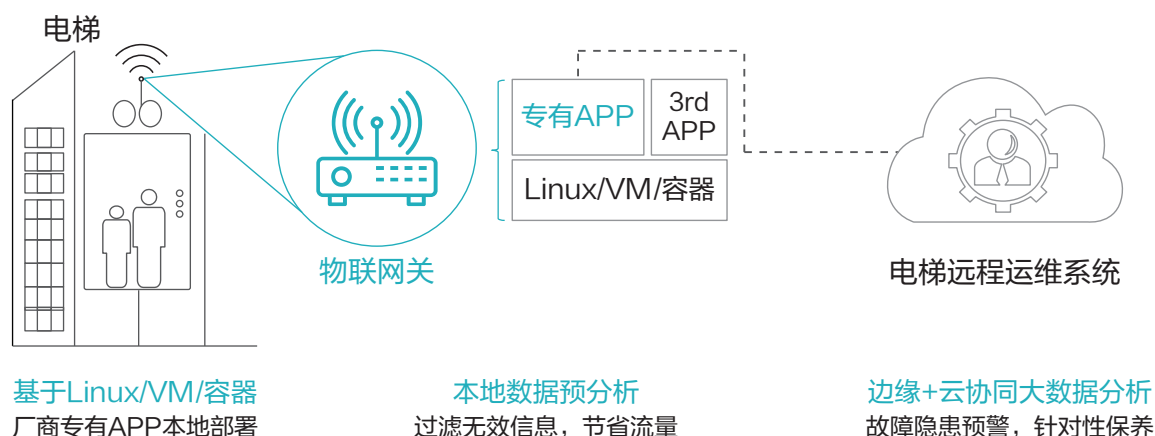 电梯
专有APP
3rd
APP
Linux/VM/容器
物联网关
电梯远程运维系统
基于Linux/VM/容器
厂商专有APP本地部署
本地数据预分析
过滤无效信息，节省流量
边缘+云协同大数据分析
故障隐患预警，针对性保养